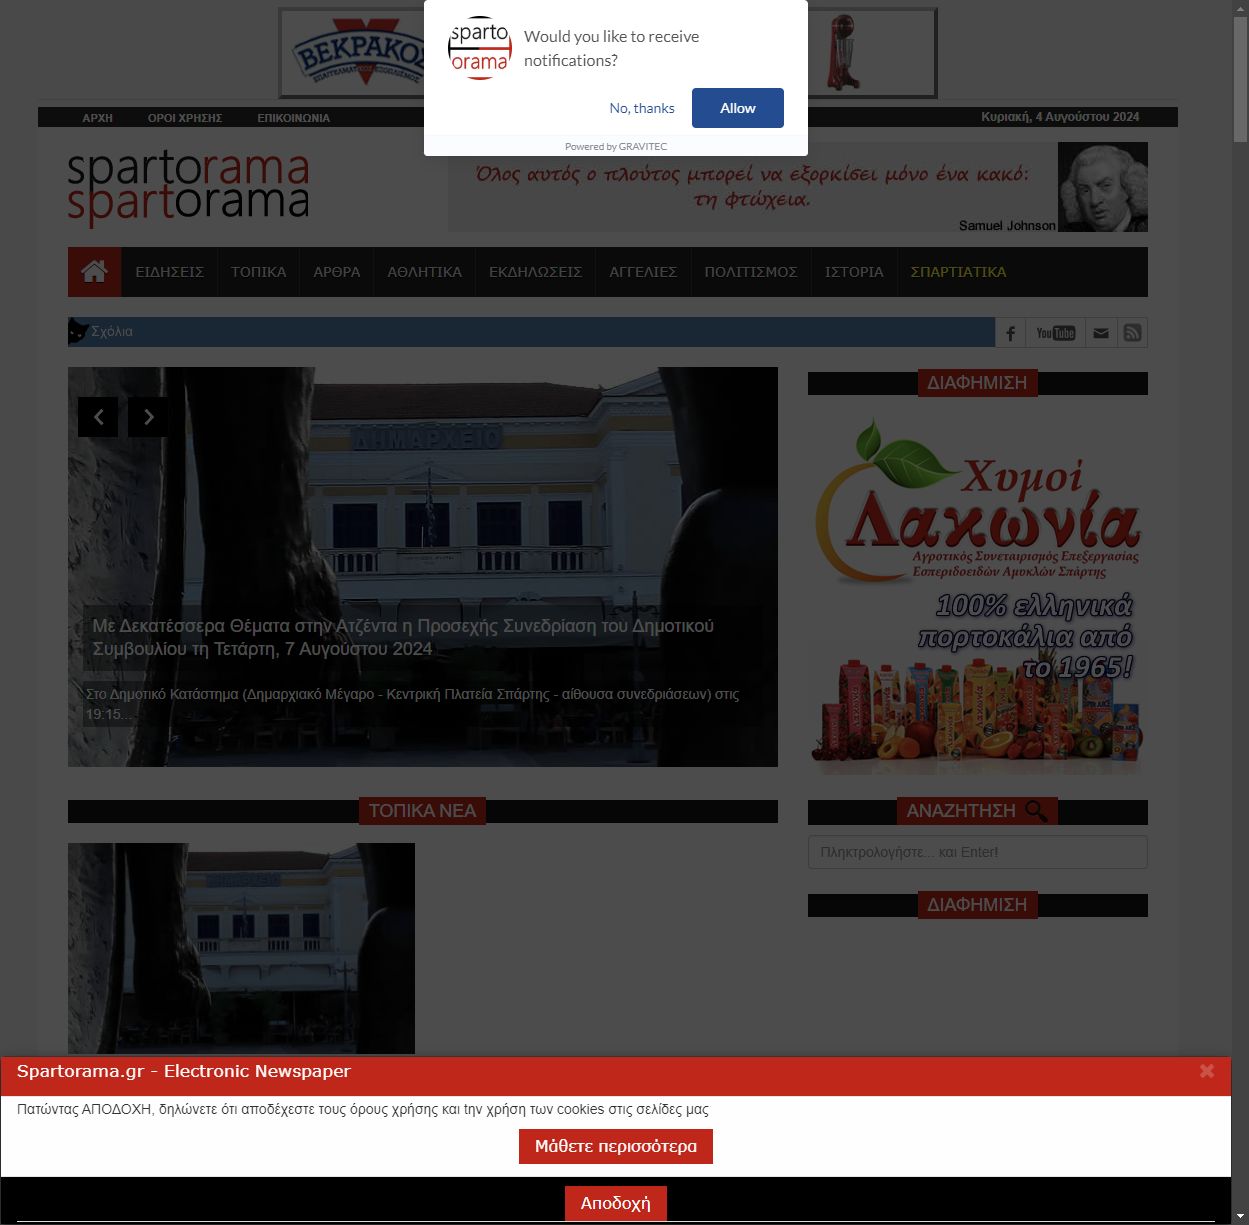 ΒΕΚΡΑΚΟΣ
ΕΠΑΓΓΕΛΜΑΤΙΚΟΣ ΕΞΟΠΛΙΣΜΟΣ
sparto
orama
Would you like to receive
notifications?
No, thanks
Allow
Powered by GRAVITEC
ΑΡΧΗ ΟΡΟΙ ΧΡΗΣΗΣ ΕΠΙΚΟΙΝΩΝΙΑ
Κυριακή, 4 Αυγούστου 2024
spartorama
spartorama
Όλος αυτός ο πλούτος μπορεί να εξορκίσει μόνο ένα κακό:
τη φτώχεια.
Samuel Johnson
ΕΙΔΗΣΕΙΣ ΤΟΠΙΚΑ ΑΡΘΡΑ ΑΘΛΗΤΙΚΑ ΕΚΔΗΛΩΣΕΙΣ ΑΓΓΕΛΙΕΣ ΠΟΛΙΤΙΣΜΟΣ ΙΣΤΟΡΙΑ ΣΠΑΡΤΙΑΤΙΚΑ
Σχόλια
You Tube
ΔΗΜΑΡΧΕΙΟ
Με Δεκατέσσερα Θέματα στην Ατζέντα η Προσεχής Συνεδρίαση του Δημοτικού
Συμβουλίου τη Τετάρτη, 7 Αυγούστου 2024
Στο Δημοτικό Κατάστημα (Δημαρχιακό Μέγαρο - Κεντρική Πλατεία Σπάρτης - αίθουσα συνεδριάσεων) στις
19:15...
ΔΙΑΦΗΜΙΣΗ
Χυμοί
Λακωνία
Αγροτικός Συνεταιρισμός Επεξεργασίας
Εσπεριδοειδών Αμυκλών Σπάρτης
100% ελληνικά
πορτοκάλια από
το 1965!
ΤΟΠΙΚΑ ΝΕΑ
ΑΝΑΖΗΤΗΣΗ
Πληκτρολογήστε... και Enter!
ΔΙΑΦΗΜΙΣΗ
Spartorama.gr - Electronic Newspaper
Πατώντας ΑΠΟΔΟΧΗ, δηλώνετε ότι αποδέχεστε τους όρους χρήσης και την χρήση των cookies στις σελίδες μας
Μάθετε περισσότερα
Αποδοχή